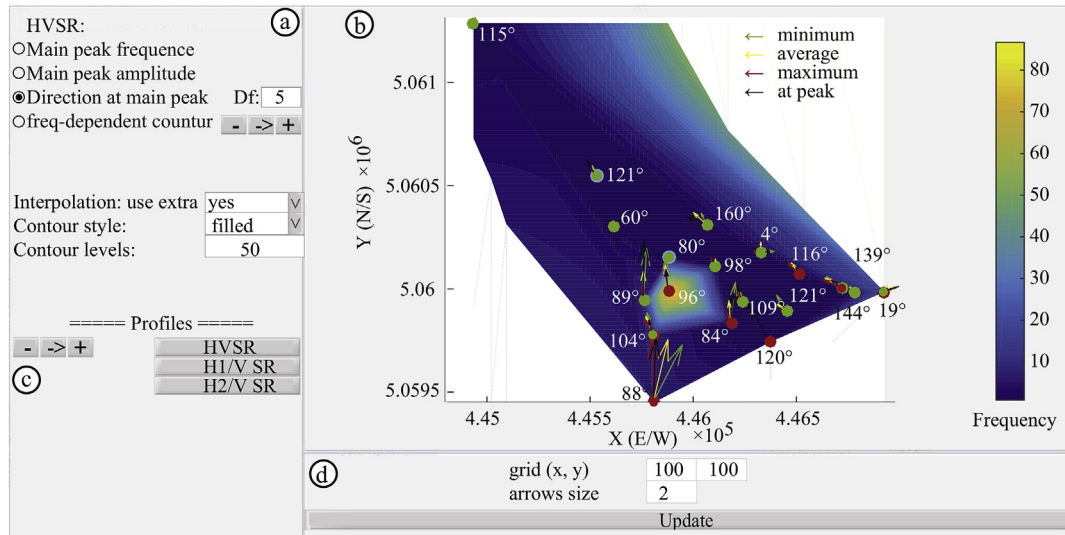 a
HVSR:
Main peak frequence
Main peak amplitude
Direction at main peak Df: 5
freq-dependent countur - -> +
Interpolation: use extra yes
Contour style: filled
Contour levels: 50
===== Profiles =====
- -> +
HVSR
H1/V SR
H2/V SR
c
b
minimum
average
maximum
at peak
115°
121°
60°
160°
80°
4°
98°
116°
139°
89°
96°
109°
121°
144°
19°
104°
84°
120°
88
5.061
5.0605
5.06
5.0595
Y (N/S) ×10⁶
4.45
4.455
4.46
4.465
X (E/W) ×10⁵
80
70
60
50
40
30
20
10
Frequency
d
grid (x, y) 100 100
arrows size 2
Update